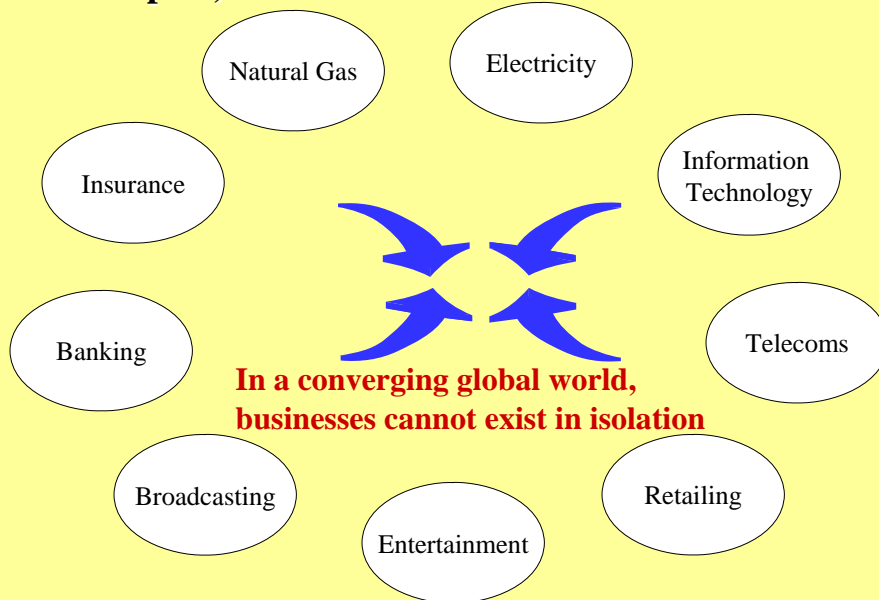 Natural Gas
Electricity
Insurance
Information
Technology
Banking
Telecoms
In a converging global world,
businesses cannot exist in isolation
Broadcasting
Retailing
Entertainment